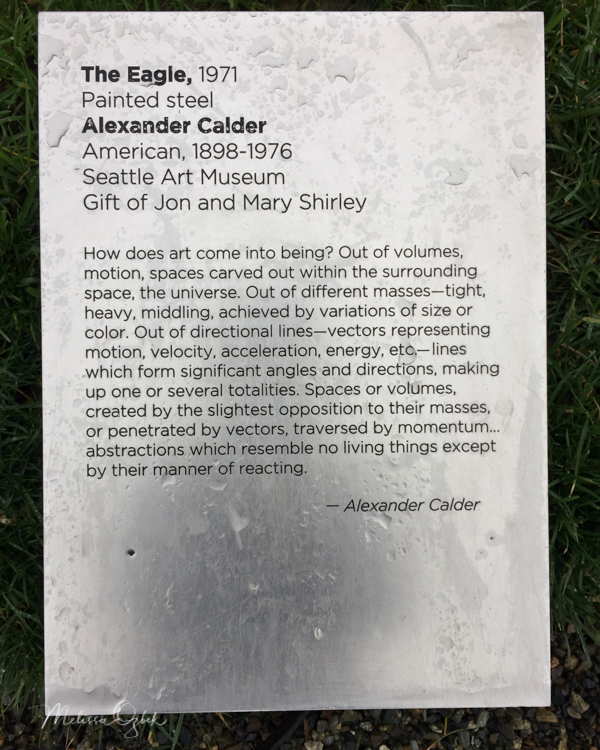 The Eagle, 1971
Painted steel
Alexander Calder
American, 1898-1976
Seattle Art Museum
Gift of Jon and Mary Shirley
How does art come into being? Out of volumes,
motion, spaces carved out within the surrounding
space, the universe. Out of different masses—tight,
heavy, middling, achieved by variations of size or
color. Out of directional lines—vectors representing
motion, velocity, acceleration, energy, etc.—lines
which form significant angles and directions, making
up one or several totalities. Spaces or volumes,
created by the slightest opposition to their masses,
or penetrated by vectors, traversed by momentum...
abstractions which resemble no living things except
by their manner of reacting.
— Alexander Calder
Melissa